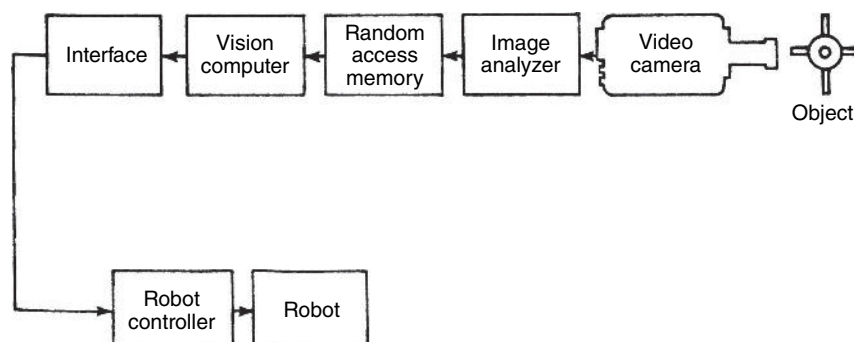 Interface
Vision
computer
Random
access
memory
Image
analyzer
Video
camera
Object
Robot
controller
Robot